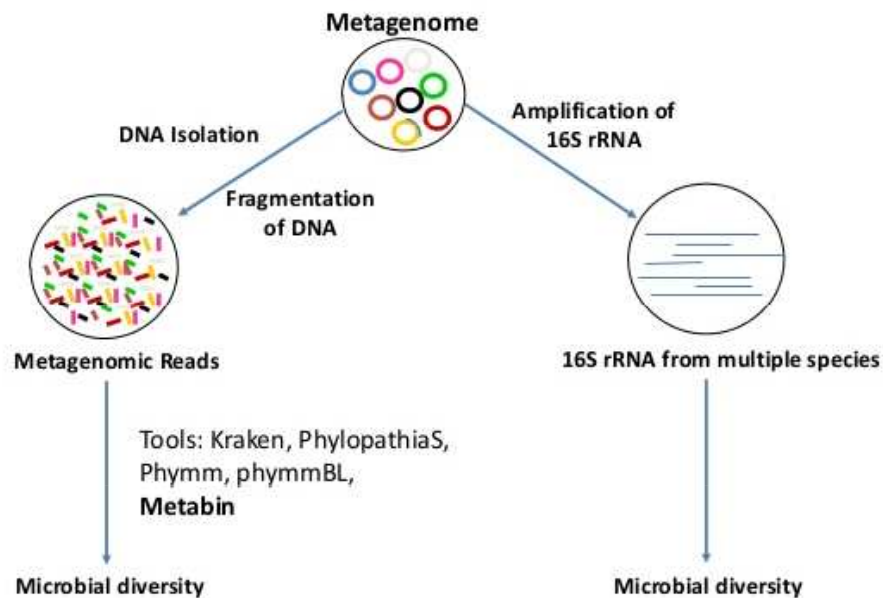 Metagenome
DNA Isolation
Fragmentation
of DNA
Amplification of
16S rRNA
Metagenomic Reads
16S rRNA from multiple species
Tools: Kraken, PhylopathiaS,
Phymm, phymmBL,
Metabin
Microbial diversity
Microbial diversity